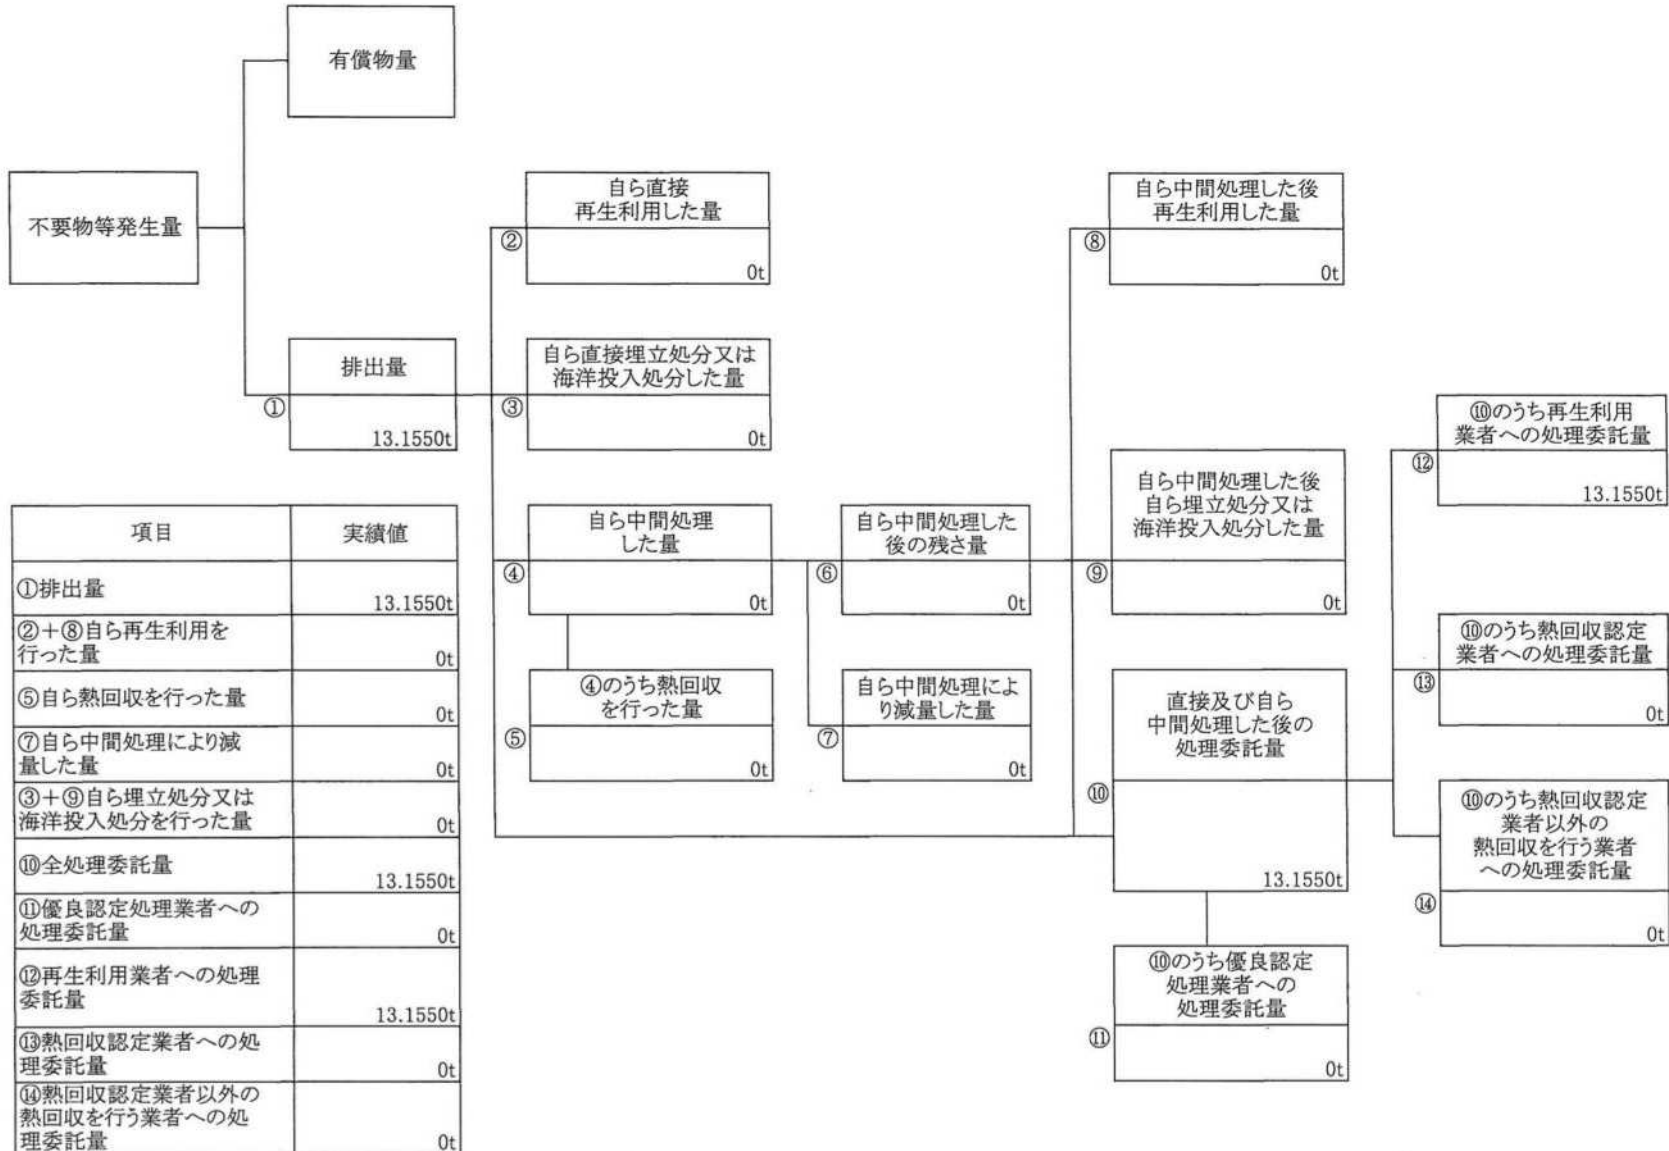 有償物量
不要物等発生量
自ら直接
再生利用した量
②
0t
自ら中間処理した後
再生利用した量
⑧
0t
排出量
①
13.1550t
自ら直接埋立処分又は
海洋投入処分した量
③
0t
⑩のうち再生利用
業者への処理委託量
⑫
13.1550t
自ら中間処理
した量
④
0t
自ら中間処理した
後の残さ量
⑥
0t
自ら中間処理した後
自ら埋立処分又は
海洋投入処分した量
⑨
0t
⑩のうち熱回収認定
業者への処理委託量
⑬
0t
④のうち熱回収
を行った量
⑤
0t
自ら中間処理によ
り減量した量
⑦
0t
直接及び自ら
中間処理した後の
処理委託量
⑩
13.1550t
⑩のうち熱回収認定
業者以外の
熱回収を行う業者
への処理委託量
⑭
0t
⑩のうち優良認定
処理業者への
処理委託量
⑪
0t
項目 実績値
①排出量 13.1550t
②+⑧自ら再生利用を
行った量 0t
⑤自ら熱回収を行った量 0t
⑦自ら中間処理により減
量した量 0t
③+⑨自ら埋立処分又は
海洋投入処分を行った量 0t
⑩全処理委託量 13.1550t
⑪優良認定処理業者への
処理委託量 0t
⑫再生利用業者への処理
委託量 13.1550t
⑬熱回収認定業者への処
理委託量 0t
⑭熱回収認定業者以外の
熱回収を行う業者への処
理委託量 0t